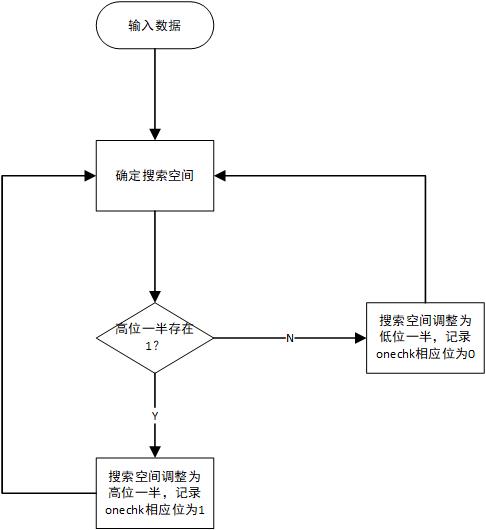 输入数据
确定搜索空间
高位一半存在
1?
N
搜索空间调整为
低位一半，记录
onechk相应位为0
Y
搜索空间调整为
高位一半，记录
onechk相应位为1